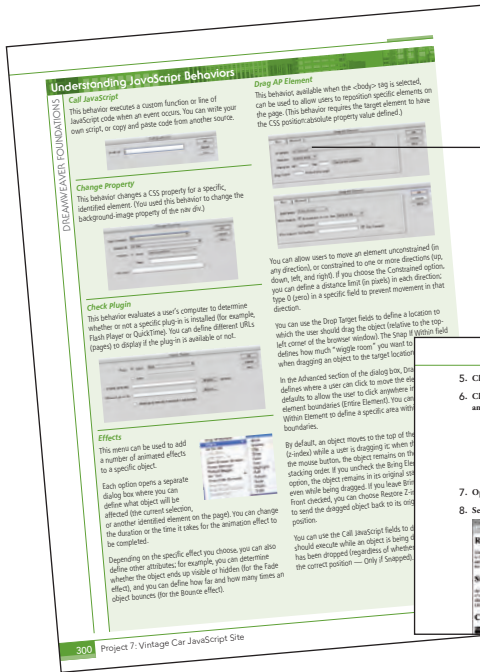 Understanding JavaScript Behaviors
DREAMWEAVER FOUNDATIONS
Call JavaScript
This behavior executes a custom function or line of
JavaScript code when an event occurs. You can write your
own script, or copy and paste code from another source.
Change Property
This behavior changes a CSS property for a specific,
identified element. (You used this behavior to change the
background-image property of the nav div.)
Check Plugin
This behavior evaluates a user's computer to determine
whether or not a specific plug-in is installed (for example,
Flash Player or QuickTime). You can define different URLs
(pages) to display if the plug-in is available or not.
Effects
This menu can be used to add
a number of animated effects
to a specific object.
Each option opens a separate
dialog box where you can
define what object will be
affected (the current selection,
or another identified element on the page). You can change
the duration or the time it takes for the animation effect to
be completed.
Depending on the specific effect you choose, you can also
define other attributes; for example, you can determine
whether the object ends up visible or hidden (for the Fade
effect), and you can define how far and how many times an
object bounces (for the Bounce effect).
Drag AP Element
This behavior, available when the <body> tag is selected,
can be used to allow users to reposition specific elements on
the page. (This behavior requires the target element to have
the CSS position:absolute property value defined.)
You can allow users to move an element unconstrained (in
any direction), or constrained to one or more directions (up,
down, left, and right). If you choose the Constrained option,
you can define a distance limit (in pixels) in each direction;
type 0 (zero) in a specific field to prevent movement in that
direction.
You can use the Drop Target fields to define a location to
which the user should drag the object (relative to the top-
left corner of the browser window). The Snap If Within field
defines how much "wiggle room" you want to
when dragging an object to the target location
In the Advanced section of the dialog box, Dra
defines where a user can click to move the ele
defaults to allow the user to click anywhere in
element boundaries (Entire Element). You can
Within Element to define a specific area with
boundaries.
By default, an object moves to the top of the
(z-index) while a user is dragging it; when th
the mouse button, the object remains on the
stacking order. If you uncheck the Bring Ele
option, the object remains in its original sta
even while being dragged. If you leave Brin
Front checked, you can choose Restore Z-i
to send the dragged object back to its orig
position.
You can use the Call JavaScript fields to d
should execute while an object is being d
has been dropped (regardless of whethe
the correct position — Only if Snapped).
300 Project 7: Vintage Car JavaScript Site
5. Cl
6. Cl
an
7. Op
8. Se